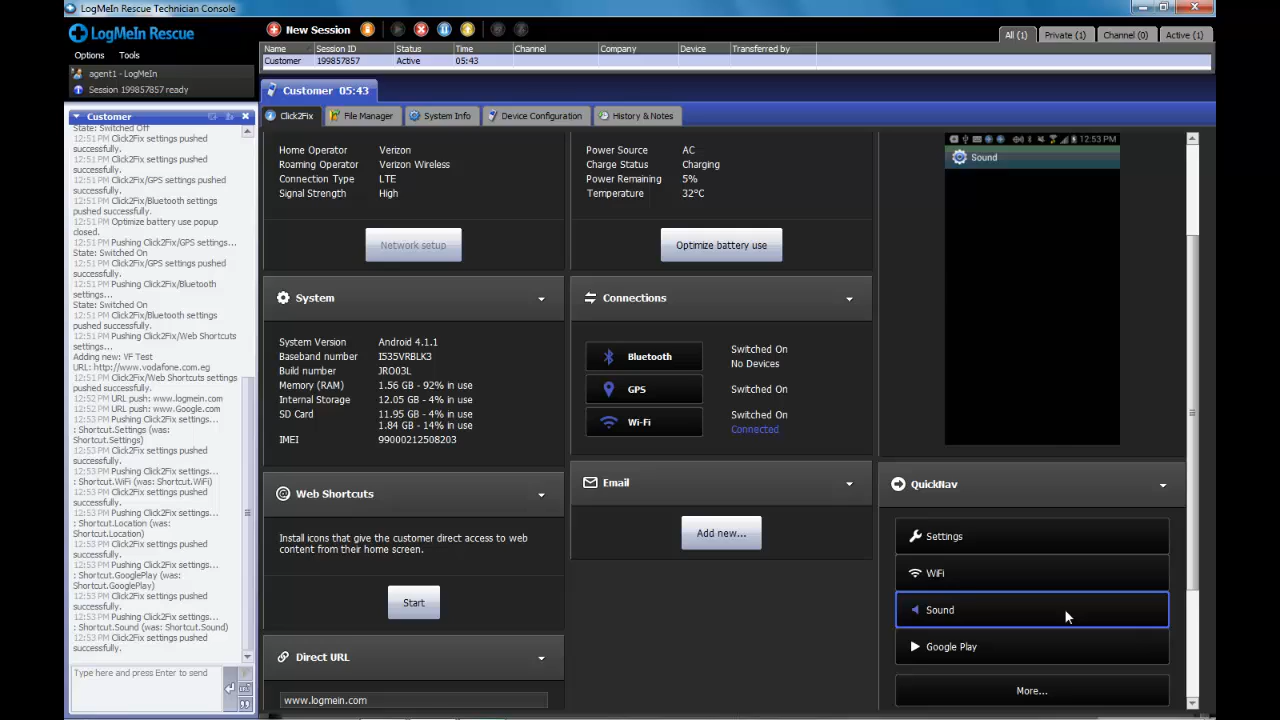 LogMeIn Rescue Technician Console
LogMeIn Rescue
Options Tools
agent1 - LogMeIn
Session 199857857 ready
New Session
All (1) Private (1) Channel (0) Active (1)
Name Session ID Status Time Channel Company Device Transferred by
Customer 199857857 Active 05:43
Customer 05:43
Click2Fix File Manager System Info Device Configuration History & Notes
Customer
State: Switched Off
12:51 PM Click2Fix settings pushed
successfully.
12:51 PM Click2Fix settings pushed
successfully.
12:51 PM Click2Fix/GPS settings pushed
successfully.
12:51 PM Click2Fix/Bluetooth
settings pushed successfully.
12:51 PM Optimize battery use popup
closed.
12:51 PM Pushing Click2Fix/GPS settings...
State: Switched On
12:51 PM Click2Fix/GPS settings pushed
successfully.
12:51 PM Pushing Click2Fix/Bluetooth
settings...
State: Switched On
12:51 PM Click2Fix/Bluetooth settings
pushed successfully.
12:51 PM Pushing Click2Fix/Web Shortcuts
settings...
Adding new: VF Test
URL: http://www.vodafone.com.eg
12:51 PM Click2Fix/Web Shortcuts settings
pushed successfully.
12:52 PM URL push: www.logmein.com
12:52 PM URL push: www.Google.com
12:53 PM Pushing Click2Fix settings...
: Shortcut.Settings (was:
Shortcut.Settings)
12:53 PM Click2Fix settings pushed
successfully.
12:53 PM Pushing Click2Fix settings...
: Shortcut.WiFi (was: Shortcut.WiFi)
12:53 PM Click2Fix settings pushed
successfully.
12:53 PM Pushing Click2Fix settings...
: Shortcut.Location (was:
Shortcut.Location)
12:53 PM Click2Fix settings pushed
successfully.
12:53 PM Pushing Click2Fix settings...
: Shortcut.GooglePlay (was:
Shortcut.GooglePlay)
12:53 PM Click2Fix settings pushed
successfully.
12:53 PM Pushing Click2Fix settings...
: Shortcut.Sound (was: Shortcut.Sound)
12:53 PM Click2Fix settings pushed
successfully.
Type here and press Enter to send
Home Operator Verizon
Roaming Operator Verizon Wireless
Connection Type LTE
Signal Strength High
Network setup
System
System Version Android 4.1.1
Baseband number I535VRBLK3
Build number JRO03L
Memory (RAM) 1.56 GB - 92% in use
Internal Storage 12.05 GB - 4% in use
SD Card 11.95 GB - 4% in use
1.84 GB - 14% in use
IMEI 99000212508203
Web Shortcuts
Install icons that give the customer direct access to web
content from their home screen.
Start
Direct URL
www.logmein.com
Power Source AC
Charge Status Charging
Power Remaining 5%
Temperature 32°C
Optimize battery use
Connections
Bluetooth Switched On
No Devices
GPS Switched On
Wi-Fi Switched On
Connected
Email
Add new...
12:53 PM
Sound
QuickNav
Settings
WiFi
Sound
Google Play
More...